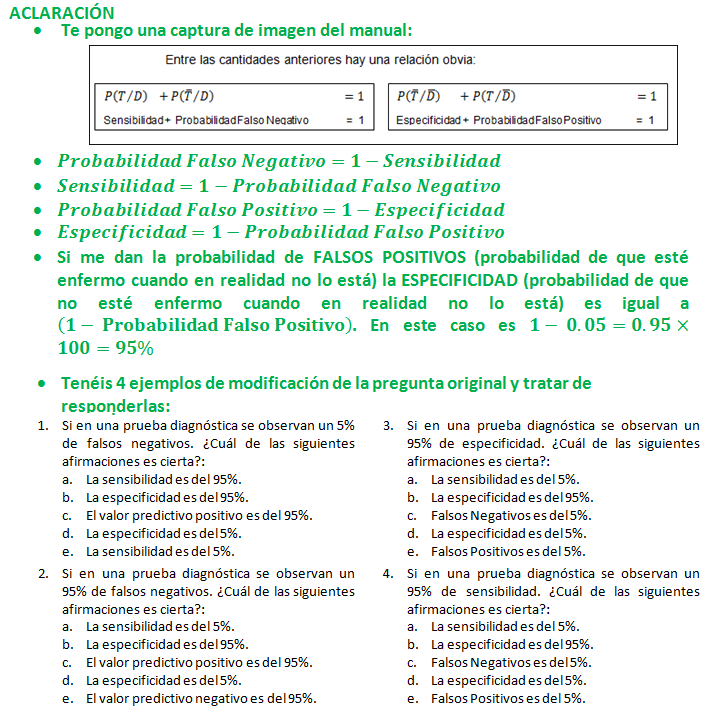 ACLARACIÓN
• Te pongo una captura de imagen del manual:
Entre las cantidades anteriores hay una relación obvia:
P(T/D) + P(T̄/D) = 1
Sensibilidad + Probabilidad Falso Negativo = 1
P(T̄/D̄) + P(T/D̄) = 1
Especificidad + Probabilidad Falso Positivo = 1
• Probabilidad Falso Negativo = 1 − Sensibilidad
• Sensibilidad = 1 − Probabilidad Falso Negativo
• Probabilidad Falso Positivo = 1 − Especificidad
• Especificidad = 1 − Probabilidad Falso Positivo
• Si me dan la probabilidad de FALSOS POSITIVOS (probabilidad de que esté
enfermo cuando en realidad no lo está) la ESPECIFICIDAD (probabilidad de que
no esté enfermo cuando en realidad no lo está) es igual a
(1 − Probabilidad Falso Positivo). En este caso es 1 − 0.05 = 0.95 ×
100 = 95%
• Tenéis 4 ejemplos de modificación de la pregunta original y tratar de
responderlas:
1. Si en una prueba diagnóstica se observan un 5%
de falsos negativos. ¿Cuál de las siguientes
afirmaciones es cierta?:
a. La sensibilidad es del 95%.
b. La especificidad es del 95%.
c. El valor predictivo positivo es del 95%.
d. La especificidad es del 5%.
e. La sensibilidad es del 5%.
2. Si en una prueba diagnóstica se observan un
95% de falsos negativos. ¿Cuál de las siguientes
afirmaciones es cierta?:
a. La sensibilidad es del 5%.
b. La especificidad es del 95%.
c. El valor predictivo positivo es del 95%.
d. La especificidad es del 5%.
e. El valor predictivo negativo es del 95%.
3. Si en una prueba diagnóstica se observan un
95% de especificidad. ¿Cuál de las siguientes
afirmaciones es cierta?:
a. La sensibilidad es del 5%.
b. La especificidad es del 95%.
c. Falsos Negativos es del 5%.
d. La especificidad es del 5%.
e. Falsos Positivos es del 5%.
4. Si en una prueba diagnóstica se observan un
95% de sensibilidad. ¿Cuál de las siguientes
afirmaciones es cierta?:
a. La sensibilidad es del 5%.
b. La especificidad es del 95%.
c. Falsos Negativos es del 5%.
d. La especificidad es del 5%.
e. Falsos Positivos es del 5%.